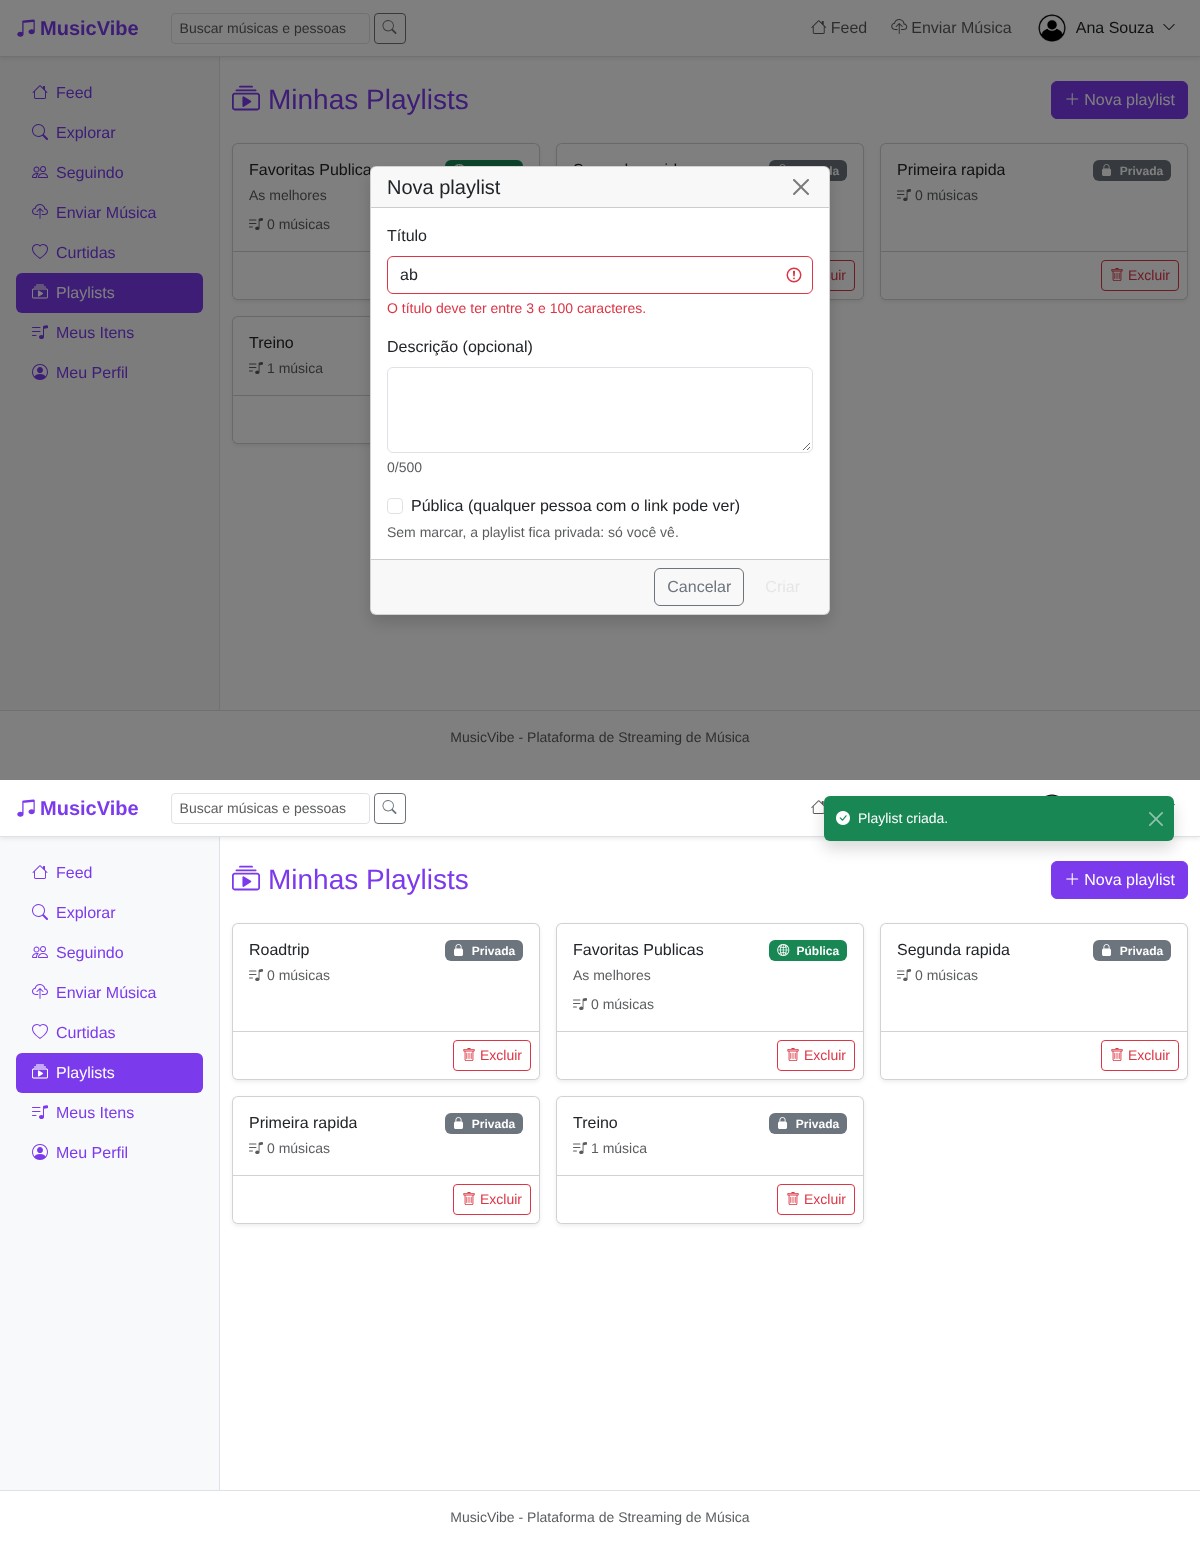 MusicVibe
Buscar músicas e pessoas
Feed
Enviar Música
Ana Souza
Feed
Explorar
Seguindo
Enviar Música
Curtidas
Playlists
Meus Itens
Meu Perfil
Minhas Playlists
Nova playlist
Favoritas Publica
As melhores
0 músicas
Primeira rapida
Privada
0 músicas
Excluir
Treino
1 música
Nova playlist
Título
ab
O título deve ter entre 3 e 100 caracteres.
Descrição (opcional)
0/500
Pública (qualquer pessoa com o link pode ver)
Sem marcar, a playlist fica privada: só você vê.
Cancelar
Criar
MusicVibe - Plataforma de Streaming de Música
MusicVibe
Buscar músicas e pessoas
Playlist criada.
Feed
Explorar
Seguindo
Enviar Música
Curtidas
Playlists
Meus Itens
Meu Perfil
Minhas Playlists
Nova playlist
Roadtrip
Privada
0 músicas
Excluir
Favoritas Publicas
Pública
As melhores
0 músicas
Excluir
Segunda rapida
Privada
0 músicas
Excluir
Primeira rapida
Privada
0 músicas
Excluir
Treino
Privada
1 música
Excluir
MusicVibe - Plataforma de Streaming de Música